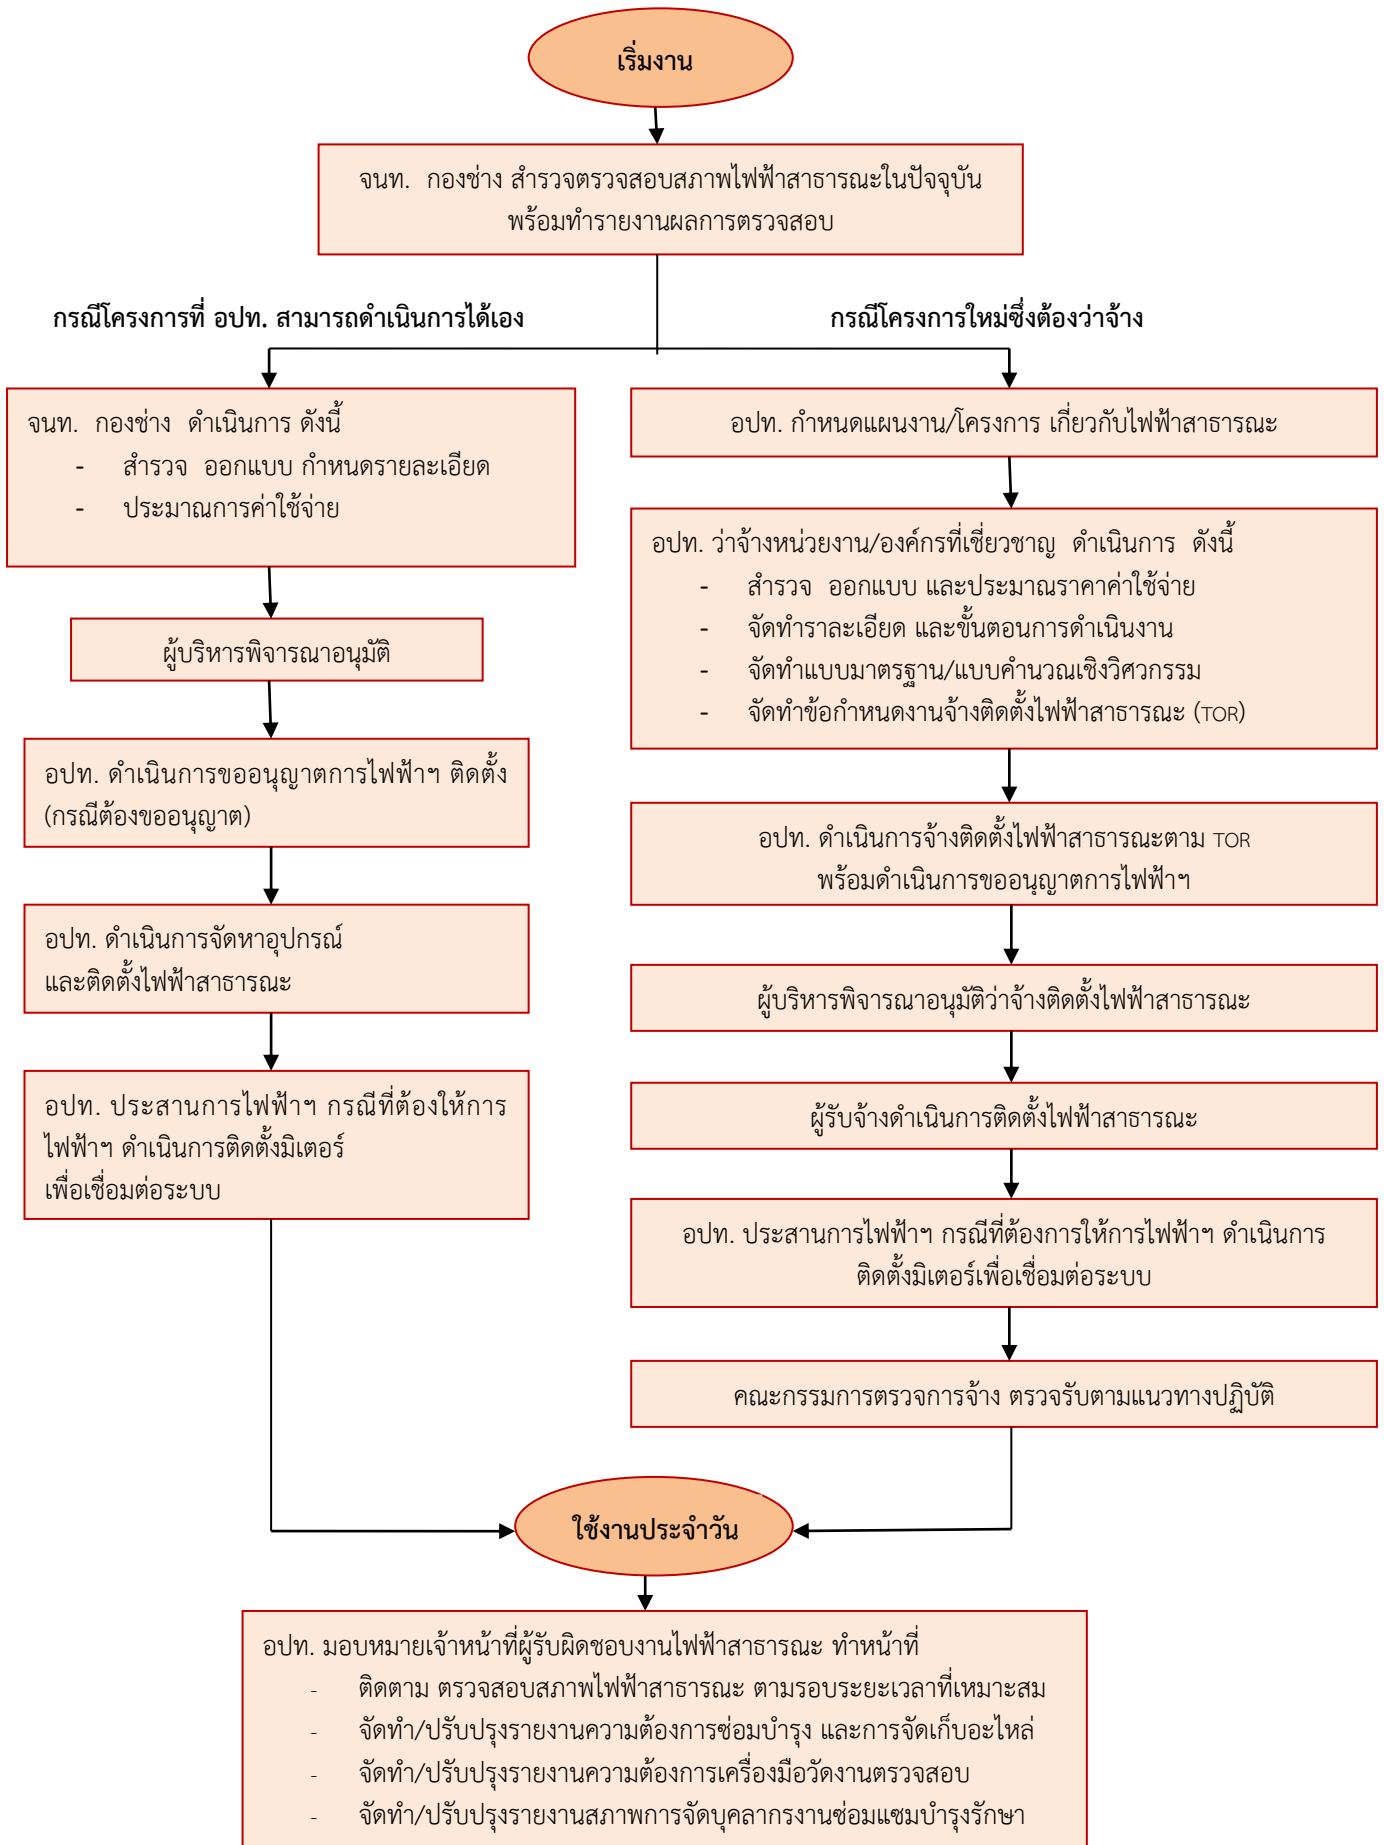 เริ่มงาน
จนท. กองช่าง สำรวจตรวจสอบสภาพไฟฟ้าสาธารณะในปัจจุบัน
พร้อมทำรายงานผลการตรวจสอบ
กรณีโครงการที่ อปท. สามารถดำเนินการได้เอง
จนท. กองช่าง ดำเนินการ ดังนี้
- สำรวจ ออกแบบ กำหนดรายละเอียด
- ประมาณการค่าใช้จ่าย
ผู้บริหารพิจารณาอนุมัติ
อปท. ดำเนินการขออนุญาตการไฟฟ้าฯ ติดตั้ง
(กรณีต้องขออนุญาต)
อปท. ดำเนินการจัดหาอุปกรณ์
และติดตั้งไฟฟ้าสาธารณะ
อปท. ประสานการไฟฟ้าฯ กรณีที่ต้องให้การ
ไฟฟ้าฯ ดำเนินการติดตั้งมิเตอร์
เพื่อเชื่อมต่อระบบ
กรณีโครงการใหม่ซึ่งต้องว่าจ้าง
อปท. กำหนดแผนงาน/โครงการ เกี่ยวกับไฟฟ้าสาธารณะ
อปท. ว่าจ้างหน่วยงาน/องค์กรที่เชี่ยวชาญ ดำเนินการ ดังนี้
- สำรวจ ออกแบบ และประมาณราคาค่าใช้จ่าย
- จัดทำราละเอียด และขั้นตอนการดำเนินงาน
- จัดทำแบบมาตรฐาน/แบบคำนวณเชิงวิศวกรรม
- จัดทำข้อกำหนดงานจ้างติดตั้งไฟฟ้าสาธารณะ (TOR)
อปท. ดำเนินการจ้างติดตั้งไฟฟ้าสาธารณะตาม TOR
พร้อมดำเนินการขออนุญาตการไฟฟ้าฯ
ผู้บริหารพิจารณาอนุมัติว่าจ้างติดตั้งไฟฟ้าสาธารณะ
ผู้รับจ้างดำเนินการติดตั้งไฟฟ้าสาธารณะ
อปท. ประสานการไฟฟ้าฯ กรณีที่ต้องการให้การไฟฟ้าฯ ดำเนินการ
ติดตั้งมิเตอร์เพื่อเชื่อมต่อระบบ
คณะกรรมการตรวจการจ้าง ตรวจรับตามแนวทางปฏิบัติ
ใช้งานประจำวัน
อปท. มอบหมายเจ้าหน้าที่ผู้รับผิดชอบงานไฟฟ้าสาธารณะ ทำหน้าที่
- ติดตาม ตรวจสอบสภาพไฟฟ้าสาธารณะ ตามรอบระยะเวลาที่เหมาะสม
- จัดทำ/ปรับปรุงรายงานความต้องการซ่อมบำรุง และการจัดเก็บอะไหล่
- จัดทำ/ปรับปรุงรายงานความต้องการเครื่องมือวัดงานตรวจสอบ
- จัดทำ/ปรับปรุงรายงานสภาพการจัดบุคลากรงานซ่อมแซมบำรุงรักษา